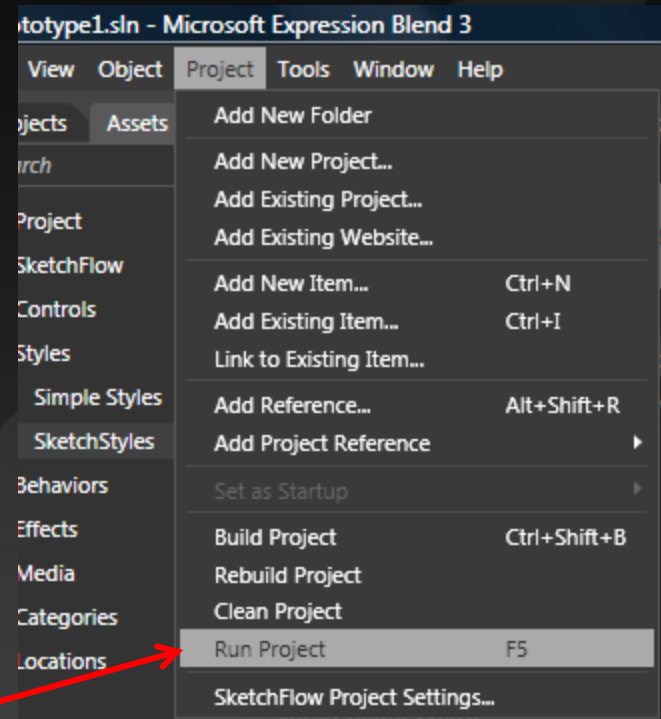 ototype1.sln - Microsoft Expression Blend 3
View Object Project Tools Window Help
ojects Assets
arch
Project
SketchFlow
Controls
Styles
Simple Styles
SketchStyles
Behaviors
Effects
Media
Categories
Locations
Add New Folder
Add New Project...
Add Existing Project...
Add Existing Website...
Add New Item... Ctrl+N
Add Existing Item... Ctrl+I
Link to Existing Item...
Add Reference... Alt+Shift+R
Add Project Reference
Set as Startup
Build Project Ctrl+Shift+B
Rebuild Project
Clean Project
Run Project F5
SketchFlow Project Settings...